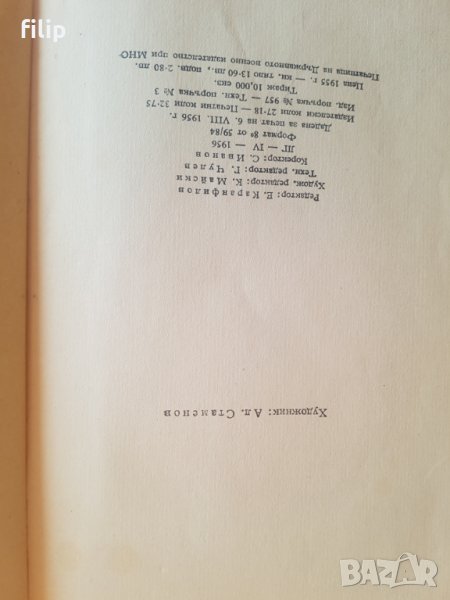 filip
Художник: Ал. Стаменов
Редактор: Е. Каранфилов
Худож. редактор: К. Майски
Техн. редактор: Г. Чулев
Коректор: С. Иванов
ЛГ — IV — 1956
Формат 8° от 59/84
Дадена за печат на 6. VIII. 1956 г.
Издателски коли 27·18 — Печатни коли 32·75
Изд. поръчка № 957 — Техн. поръчка № 3
Тираж 10,000 екз.
Цена 1955 г. — кн. тяло 13·60 лв., подв. 2·80 лв.
Печатница на Държавното военно издателство при МНО
BAZAR